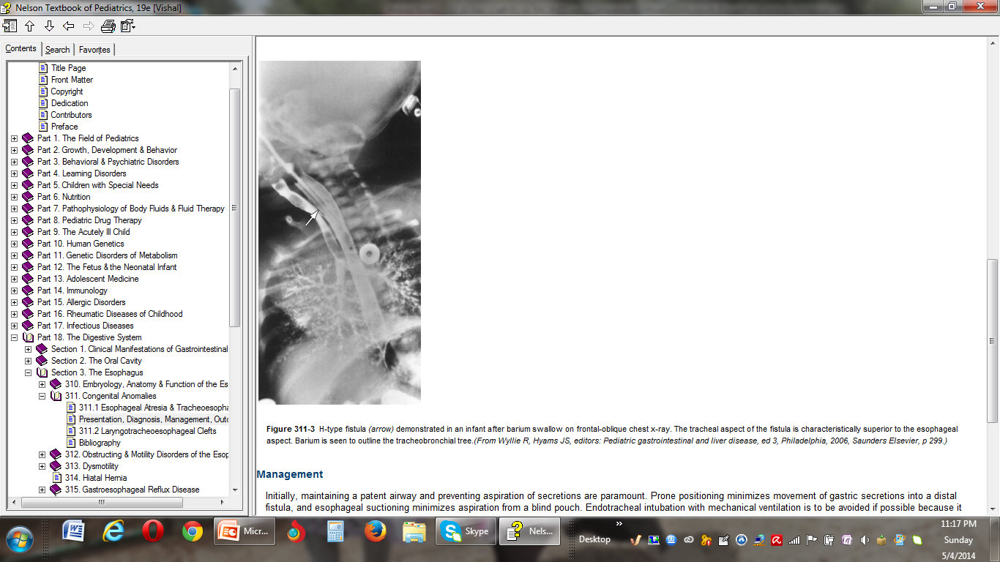 Nelson Textbook of Pediatrics, 19e [Vishal]
Contents Search Favorites
Title Page
Front Matter
Copyright
Dedication
Contributors
Preface
Part 1. The Field of Pediatrics
Part 2. Growth, Development & Behavior
Part 3. Behavioral & Psychiatric Disorders
Part 4. Learning Disorders
Part 5. Children with Special Needs
Part 6. Nutrition
Part 7. Pathophysiology of Body Fluids & Fluid Therapy
Part 8. Pediatric Drug Therapy
Part 9. The Acutely Ill Child
Part 10. Human Genetics
Part 11. Genetic Disorders of Metabolism
Part 12. The Fetus & the Neonatal Infant
Part 13. Adolescent Medicine
Part 14. Immunology
Part 15. Allergic Disorders
Part 16. Rheumatic Diseases of Childhood
Part 17. Infectious Diseases
Part 18. The Digestive System
Section 1. Clinical Manifestations of Gastrointestinal
Section 2. The Oral Cavity
Section 3. The Esophagus
310. Embryology, Anatomy & Function of the Es
311. Congenital Anomalies
311.1 Esophageal Atresia & Tracheoesopha
Presentation, Diagnosis, Management, Outc
311.2 Laryngotracheoesophageal Clefts
Bibliography
312. Obstructing & Motility Disorders of the Esop
313. Dysmotility
314. Hiatal Hernia
315. Gastroesophageal Reflux Disease
Figure 311-3 H-type fistula (arrow) demonstrated in an infant after barium swallow on frontal-oblique chest x-ray. The tracheal aspect of the fistula is characteristically superior to the esophageal
aspect. Barium is seen to outline the tracheobronchial tree.(From Wyllie R, Hyams JS, editors: Pediatric gastrointestinal and liver disease, ed 3, Philadelphia, 2006, Saunders Elsevier, p 299.)
Management
Initially, maintaining a patent airway and preventing aspiration of secretions are paramount. Prone positioning minimizes movement of gastric secretions into a distal
fistula, and esophageal suctioning minimizes aspiration from a blind pouch. Endotracheal intubation with mechanical ventilation is to be avoided if possible because it
Micr...
Skype
Nels...
Desktop
»
11:17 PM
Sunday
5/4/2014